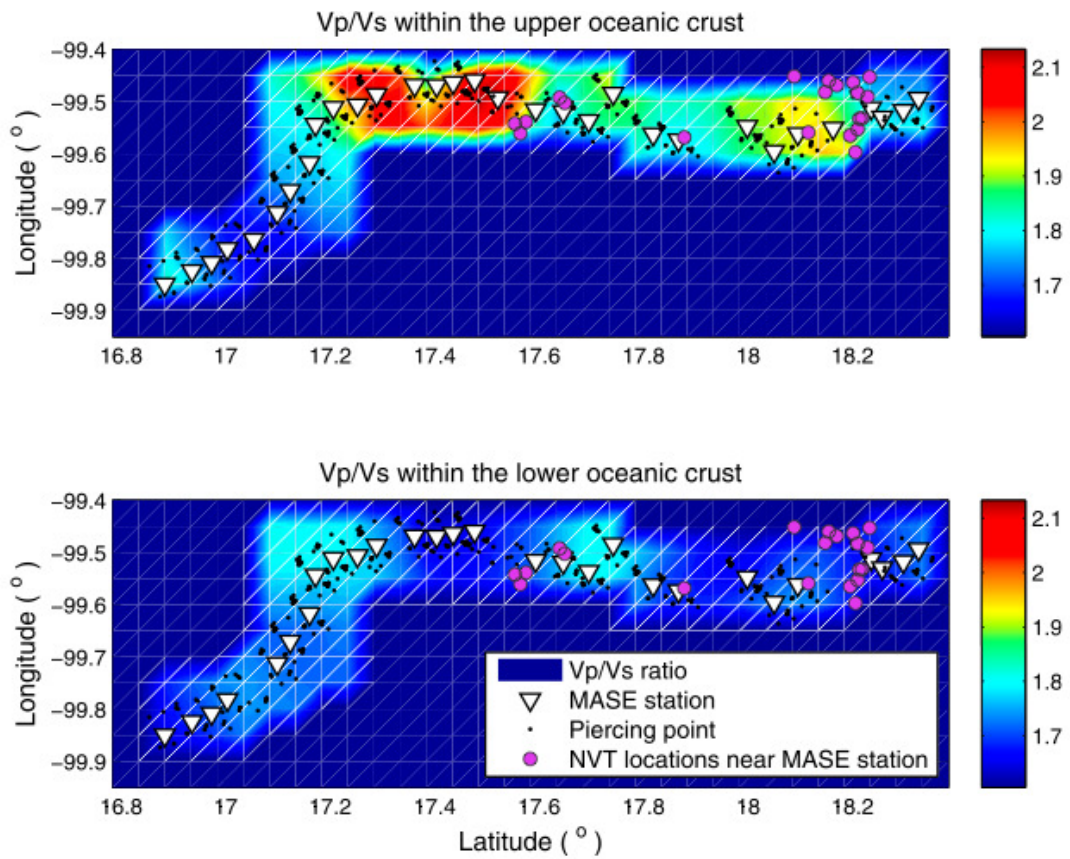 Vp/Vs within the upper oceanic crust
Longitude ( o )
−99.4
−99.5
−99.6
−99.7
−99.8
−99.9
16.8 17 17.2 17.4 17.6 17.8 18 18.2
2.1
2
1.9
1.8
1.7
Vp/Vs within the lower oceanic crust
Longitude ( o )
−99.4
−99.5
−99.6
−99.7
−99.8
−99.9
Vp/Vs ratio
MASE station
Piercing point
NVT locations near MASE station
16.8 17 17.2 17.4 17.6 17.8 18 18.2
Latitude ( o )
2.1
2
1.9
1.8
1.7